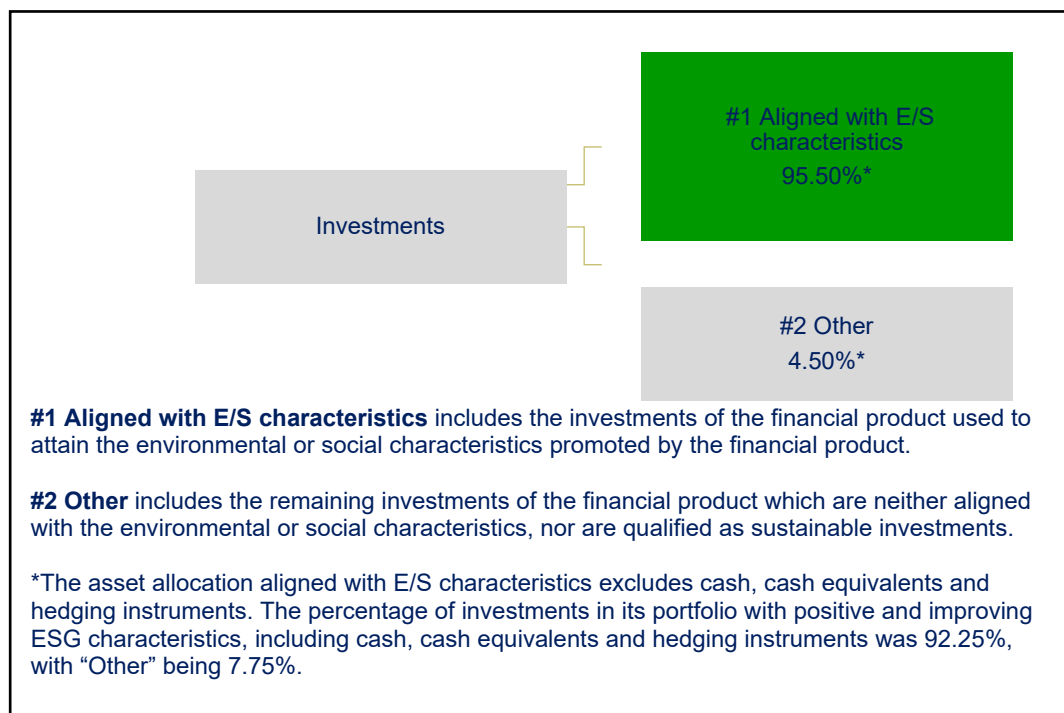 #1 Aligned with E/S
characteristics
95.50%*
Investments
#2 Other
4.50%*
#1 Aligned with E/S characteristics includes the investments of the financial product used to
attain the environmental or social characteristics promoted by the financial product.
#2 Other includes the remaining investments of the financial product which are neither aligned
with the environmental or social characteristics, nor are qualified as sustainable investments.
*The asset allocation aligned with E/S characteristics excludes cash, cash equivalents and
hedging instruments. The percentage of investments in its portfolio with positive and improving
ESG characteristics, including cash, cash equivalents and hedging instruments was 92.25%,
with “Other” being 7.75%.